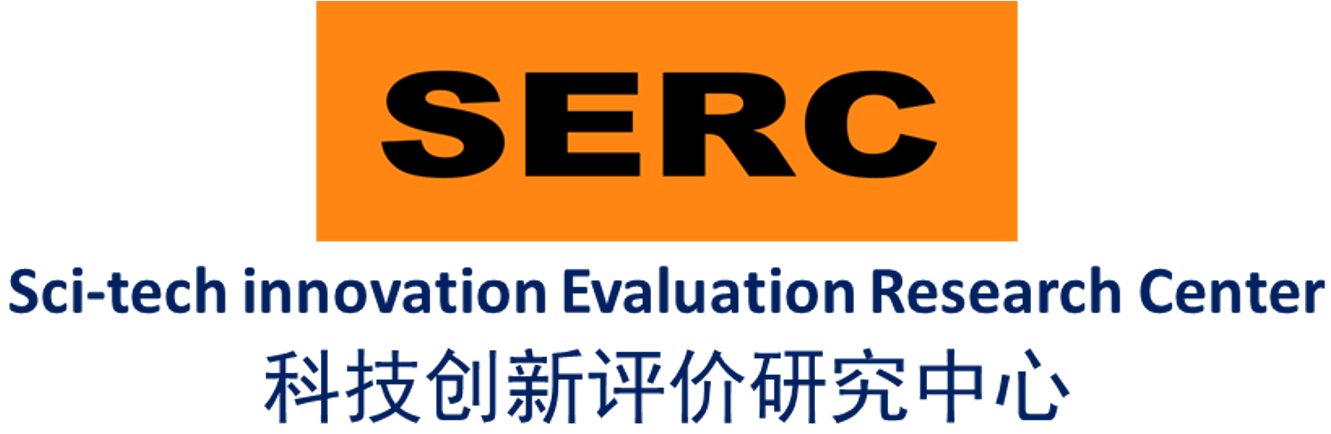 SERC
Sci-tech innovation Evaluation Research Center
科技创新评价研究中心